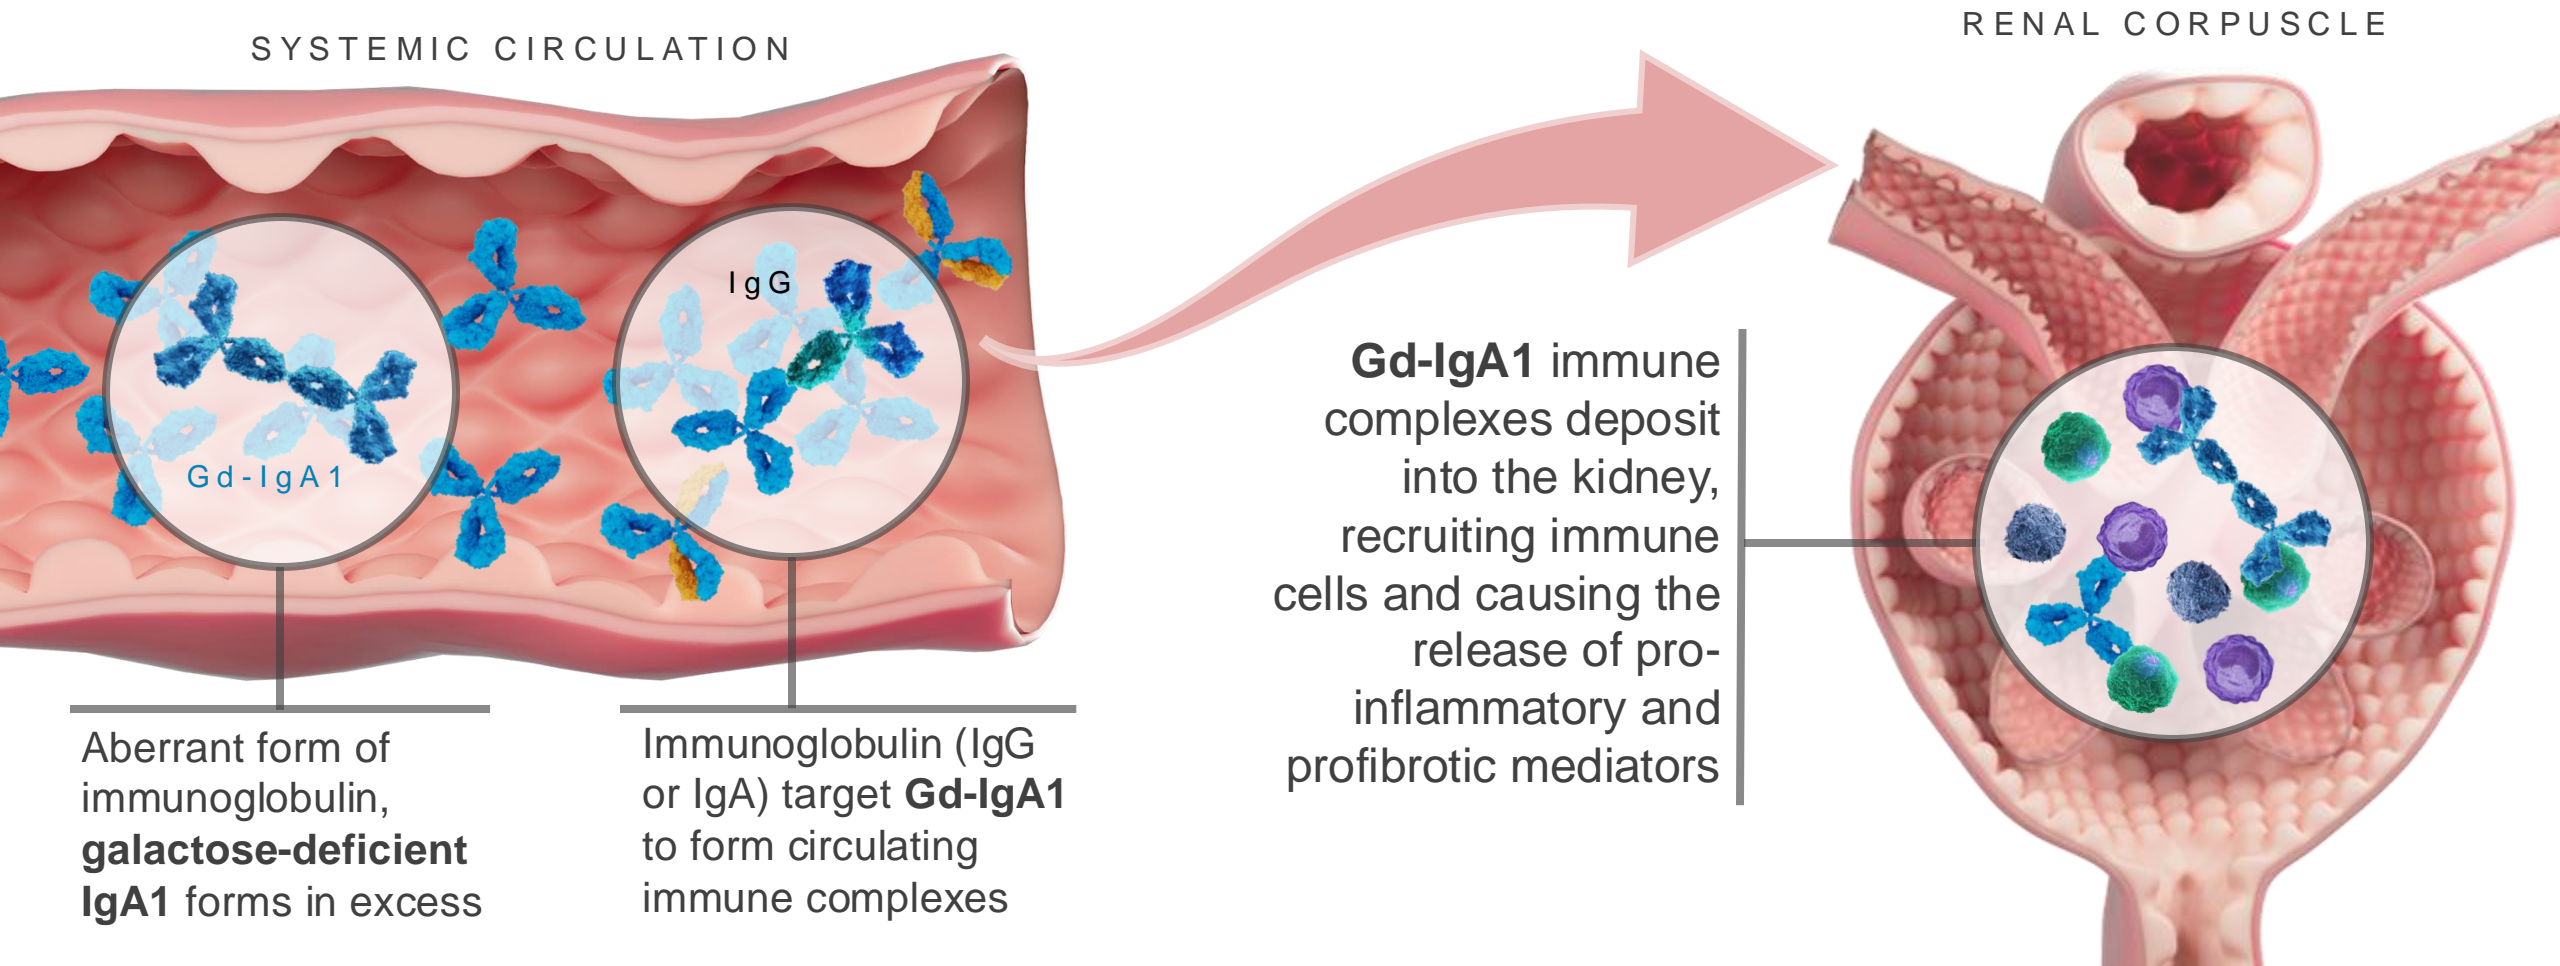 SYSTEMIC CIRCULATION
RENAL CORPUSCLE
IgG
Gd-IgA1
Aberrant form of
immunoglobulin,
galactose-deficient
IgA1 forms in excess
Immunoglobulin (IgG
or IgA) target Gd-IgA1
to form circulating
immune complexes
Gd-IgA1 immune
complexes deposit
into the kidney,
recruiting immune
cells and causing the
release of pro-
inflammatory and
profibrotic mediators